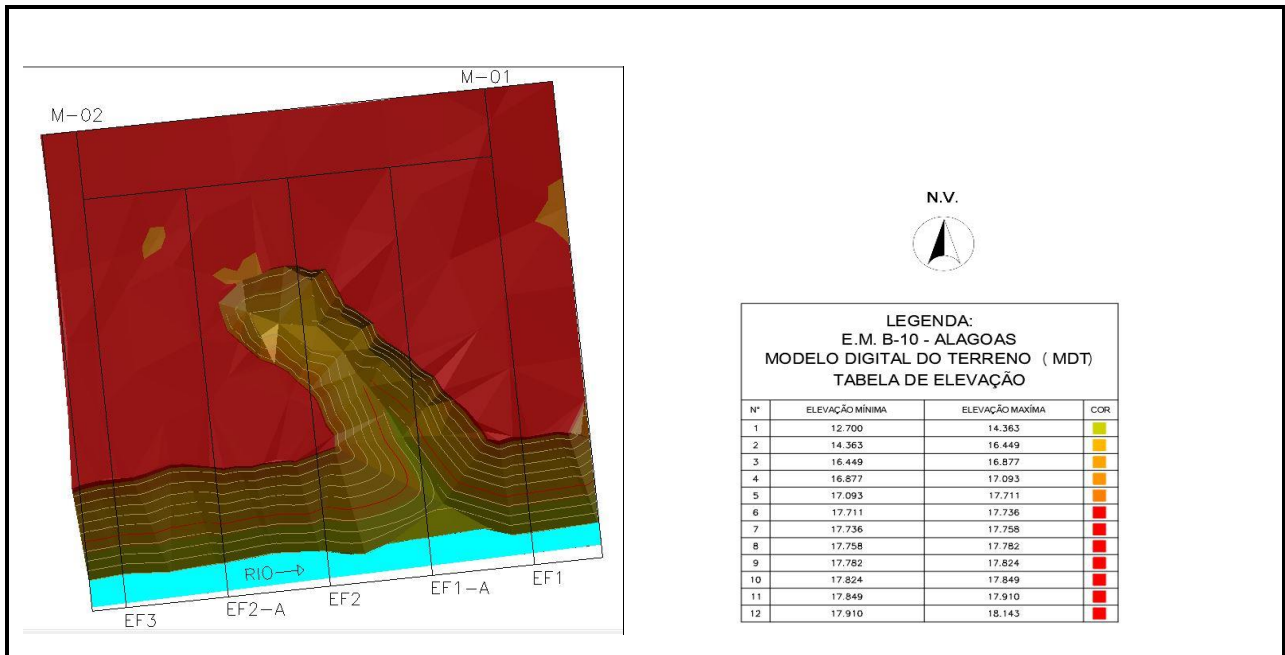 M-01
M-02
RIO
EF3
EF2-A
EF2
EF1-A
EF1
N.V.
LEGENDA:
E.M. B-10 - ALAGOAS
MODELO DIGITAL DO TERRENO ( MDT)
TABELA DE ELEVAÇÃO
N° ELEVAÇÃO MÍNIMA ELEVAÇÃO MAXÍMA COR
1 12.700 14.363
2 14.363 16.449
3 16.449 16.877
4 16.877 17.093
5 17.093 17.711
6 17.711 17.736
7 17.736 17.758
8 17.758 17.782
9 17.782 17.824
10 17.824 17.849
11 17.849 17.910
12 17.910 18.143